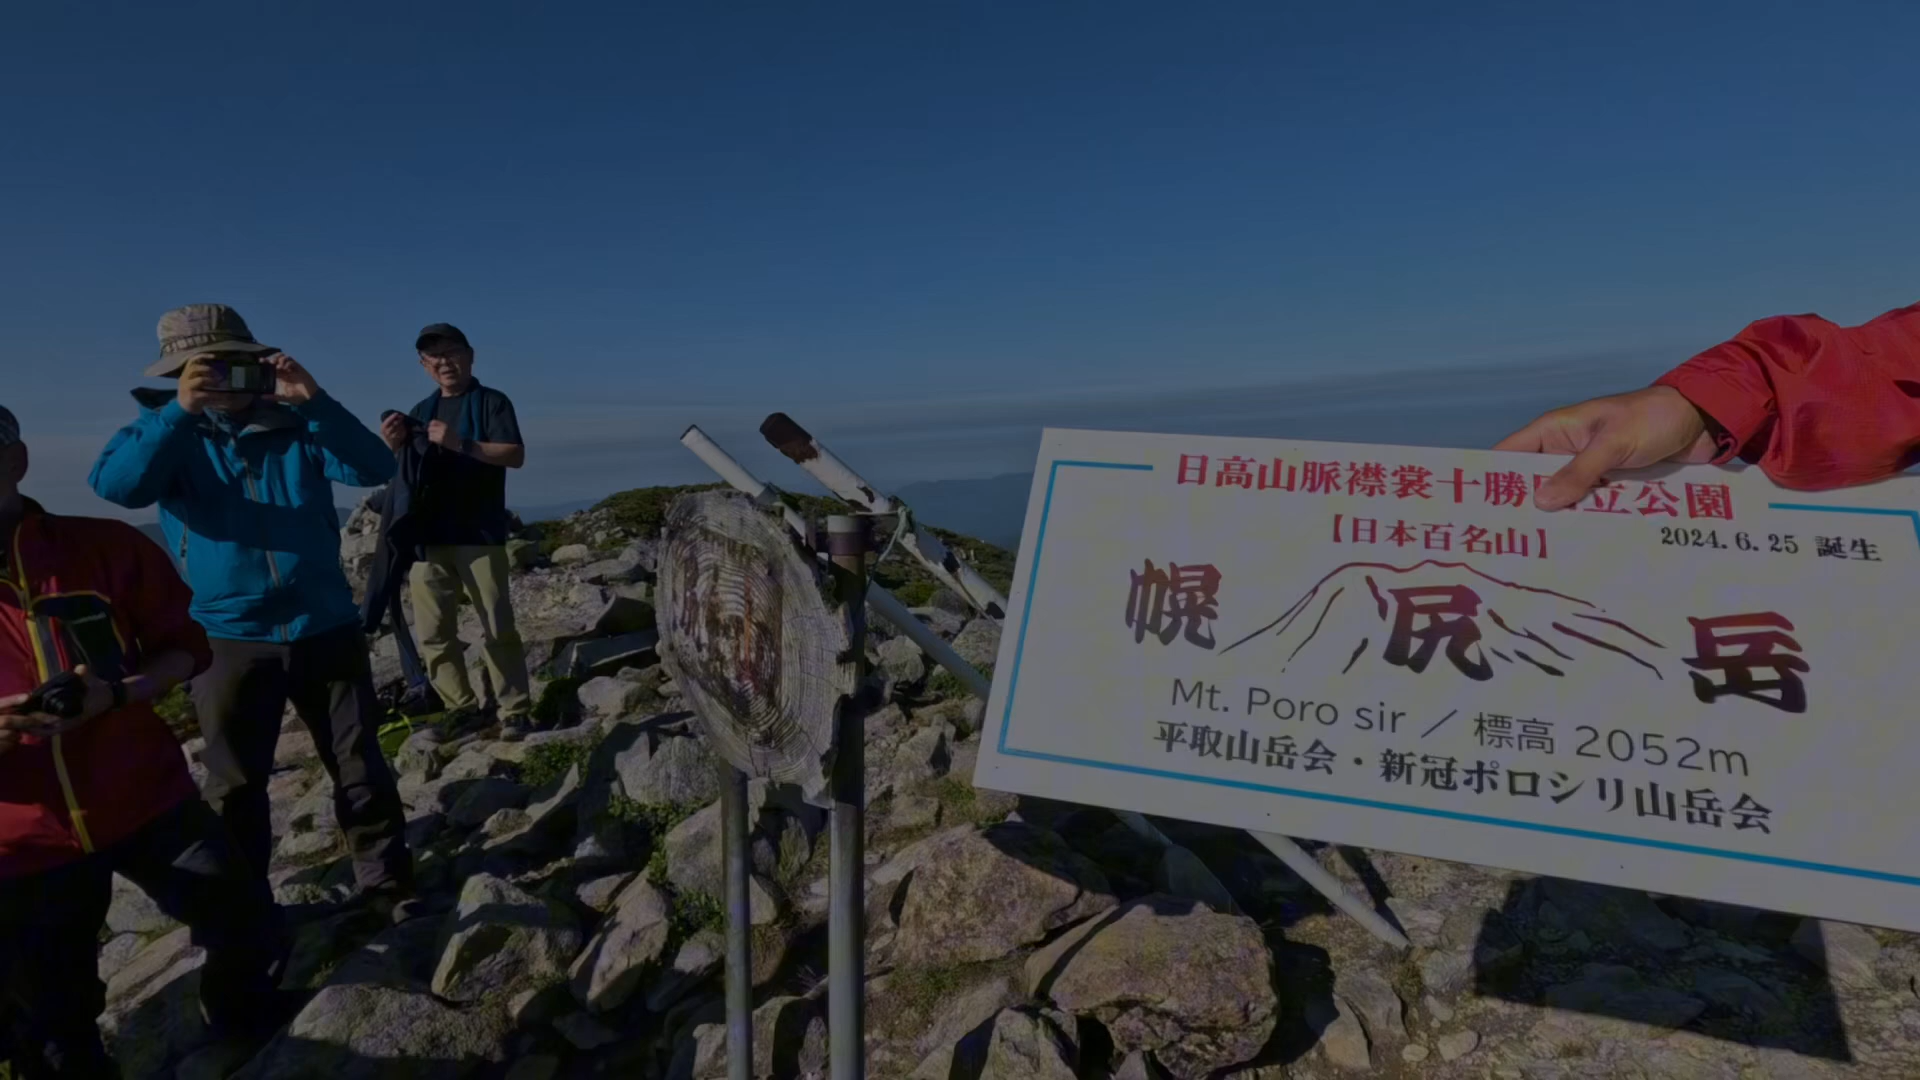 日高山脈襟裳十勝国立公園
【日本百名山】
2024.6.25 誕生
幌尻岳
Mt. Poro sir / 標高 2052m
平取山岳会・新冠ポロシリ山岳会